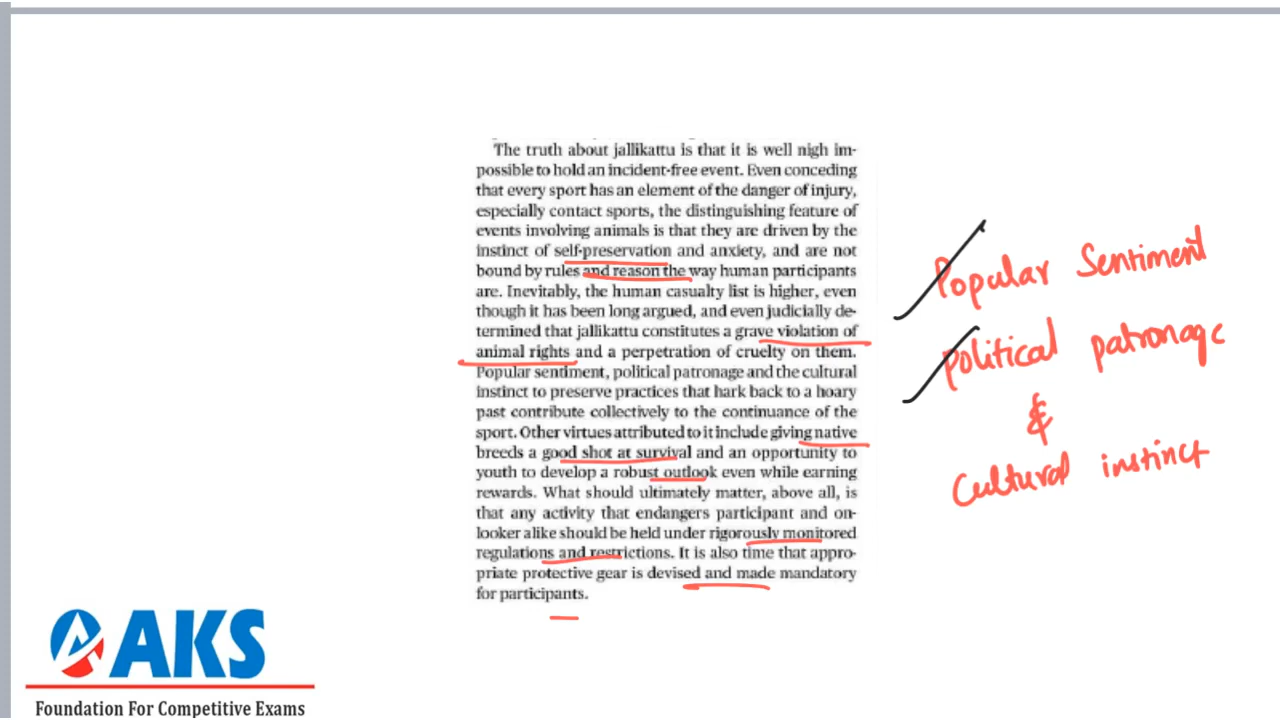 The truth about jallikattu is that it is well nigh im-
possible to hold an incident-free event. Even conceding
that every sport has an element of the danger of injury,
especially contact sports, the distinguishing feature of
events involving animals is that they are driven by the
instinct of self-preservation and anxiety, and are not
bound by rules and reason the way human participants
are. Inevitably, the human casualty list is higher, even
though it has been long argued, and even judicially de-
termined that jallikattu constitutes a grave violation of
animal rights and a perpetration of cruelty on them.
Popular sentiment, political patronage and the cultural
instinct to preserve practices that hark back to a hoary
past contribute collectively to the continuance of the
sport. Other virtues attributed to it include giving native
breeds a good shot at survival and an opportunity to
youth to develop a robust outlook even while earning
rewards. What should ultimately matter, above all, is
that any activity that endangers participant and on-
looker alike should be held under rigorously monitored
regulations and restrictions. It is also time that appro-
priate protective gear is devised and made mandatory
for participants.
Popular Sentiment
political patronage
&
Cultural instinct
AKS
Foundation For Competitive Exams